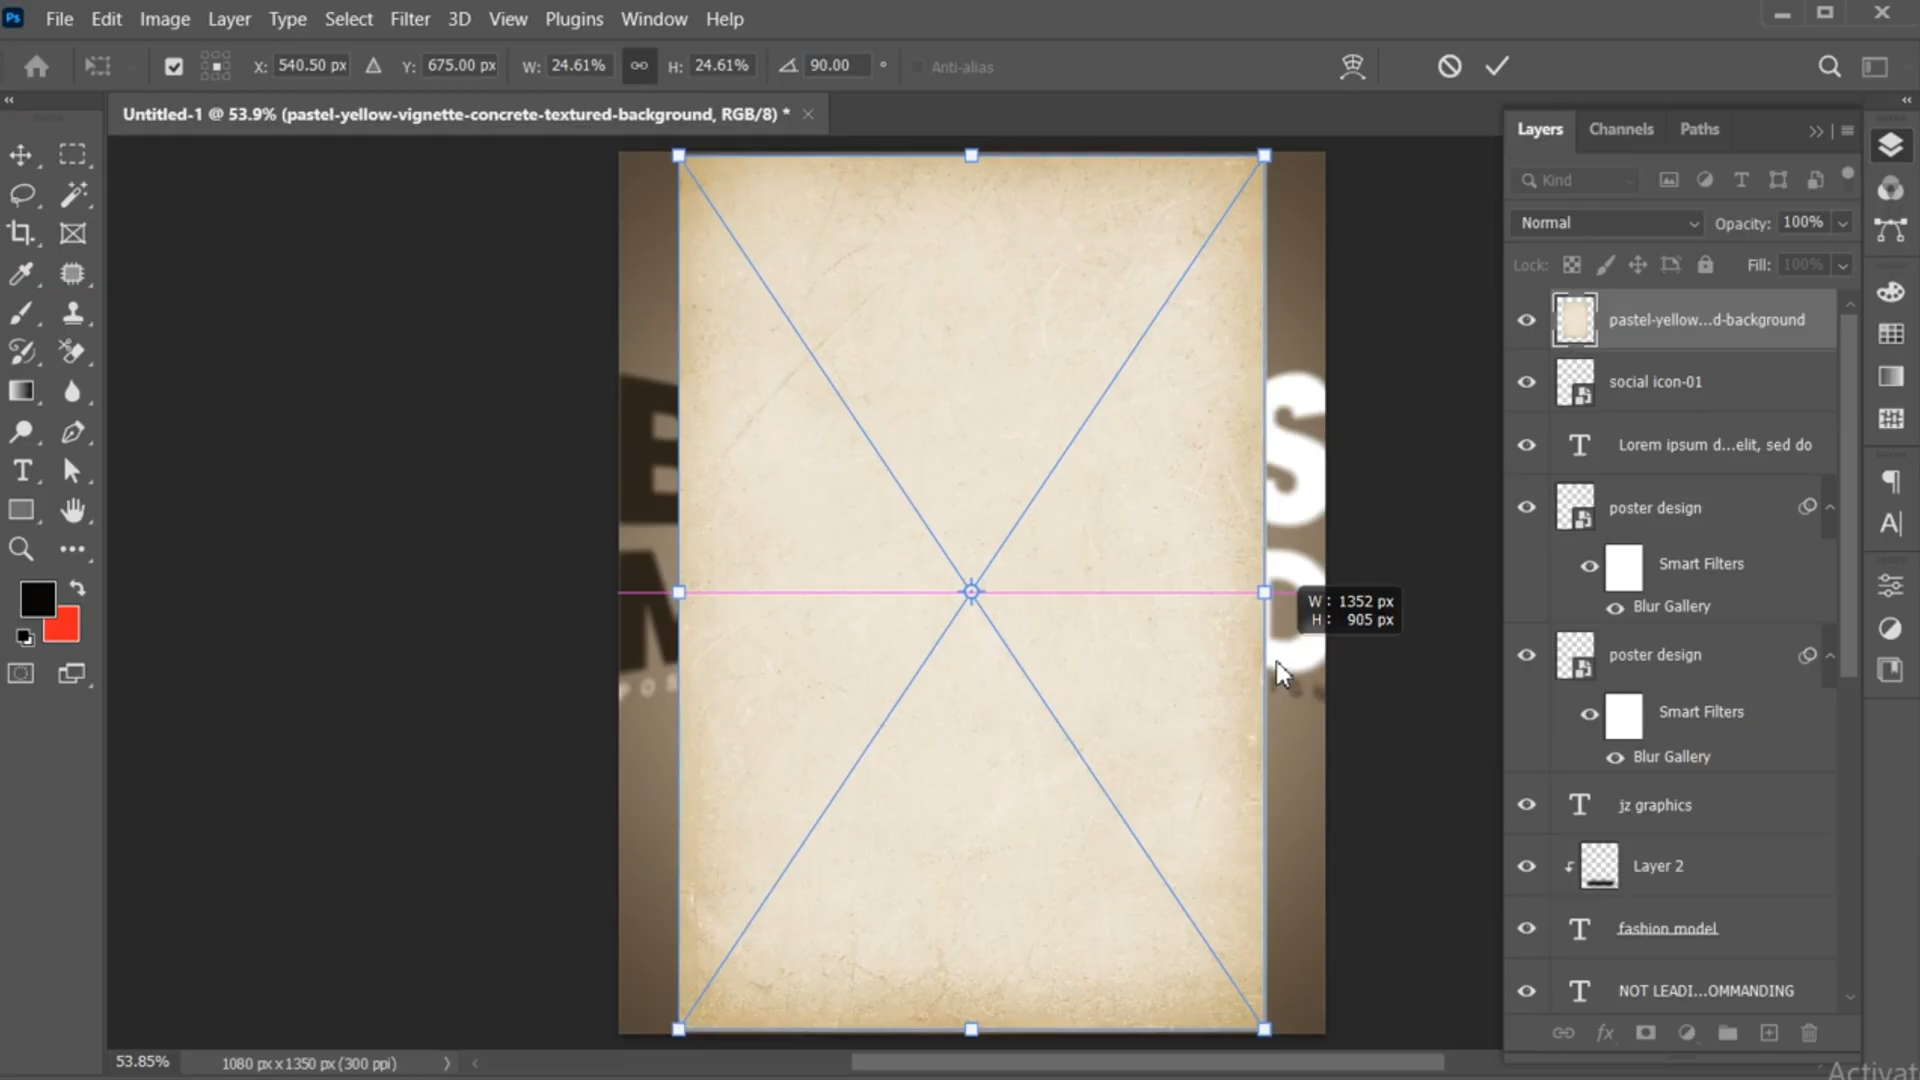 Ps File Edit Image Layer Type Select Filter 3D View Plugins Window Help
X: 540.50 px Y: 675.00 px W: 24.61% H: 24.61% 90.00 ° Anti-alias
Untitled-1 @ 53.9% (pastel-yellow-vignette-concrete-textured-background, RGB/8) *
Layers Channels Paths
Kind
Normal Opacity: 100%
Lock: Fill: 100%
pastel-yellow...d-background
social icon-01
Lorem ipsum d...elit, sed do
poster design
Smart Filters
Blur Gallery
poster design
Smart Filters
Blur Gallery
jz graphics
Layer 2
fashion model
NOT LEADI...OMMANDING
E S
D
W: 1352 px
H: 905 px
53.85% 1080 px x 1350 px (300 ppi)
Activat